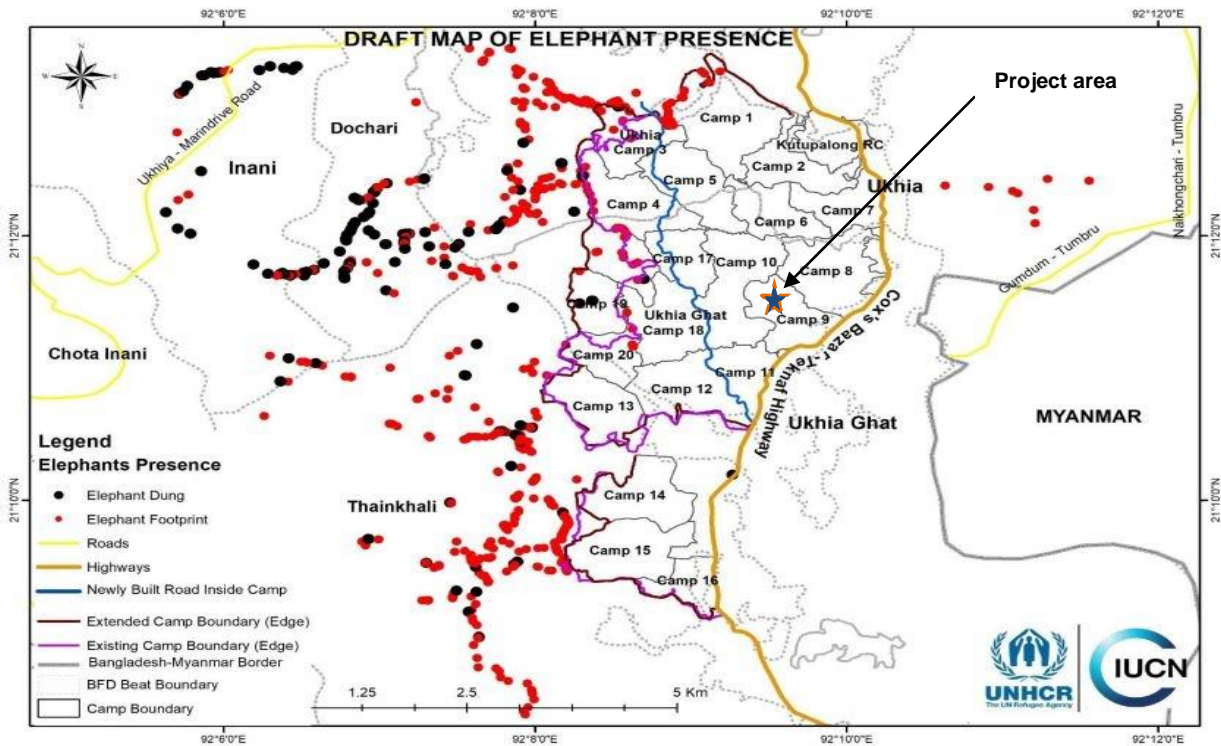 92°6'0"E 92°8'0"E 92°10'0"E 92°12'0"E
DRAFT MAP OF ELEPHANT PRESENCE
Project area
N
W E
S
Ukhiya - Marindrive Road
Dochari
Inani
Chota Inani
Thainkhali
Camp 1
Ukhia
Camp 3
Kutupalong RC
Camp 2
Camp 5
Ukhia
Camp 4
Camp 7
Camp 6
Camp 17
Camp 10
Camp 8
Camp 19
Ukhia Ghat
Camp 18
Camp 9
Camp 20
Camp 11
Camp 12
Camp 13
Camp 14
Camp 15
Camp 16
Cox's Bazar-Teknaf Highway
Ukhia Ghat
Gumdum - Tumbru
Naikhongchari - Tumbru
MYANMAR
21°12'0"N
21°12'0"N
21°10'0"N
21°10'0"N
Legend
Elephants Presence
Elephant Dung
Elephant Footprint
Roads
Highways
Newly Built Road Inside Camp
Extended Camp Boundary (Edge)
Existing Camp Boundary (Edge)
Bangladesh-Myanmar Border
BFD Beat Boundary
Camp Boundary
1.25 2.5 5 Km
UNHCR
The UN Refugee Agency
IUCN
92°6'0"E 92°8'0"E 92°10'0"E 92°12'0"E